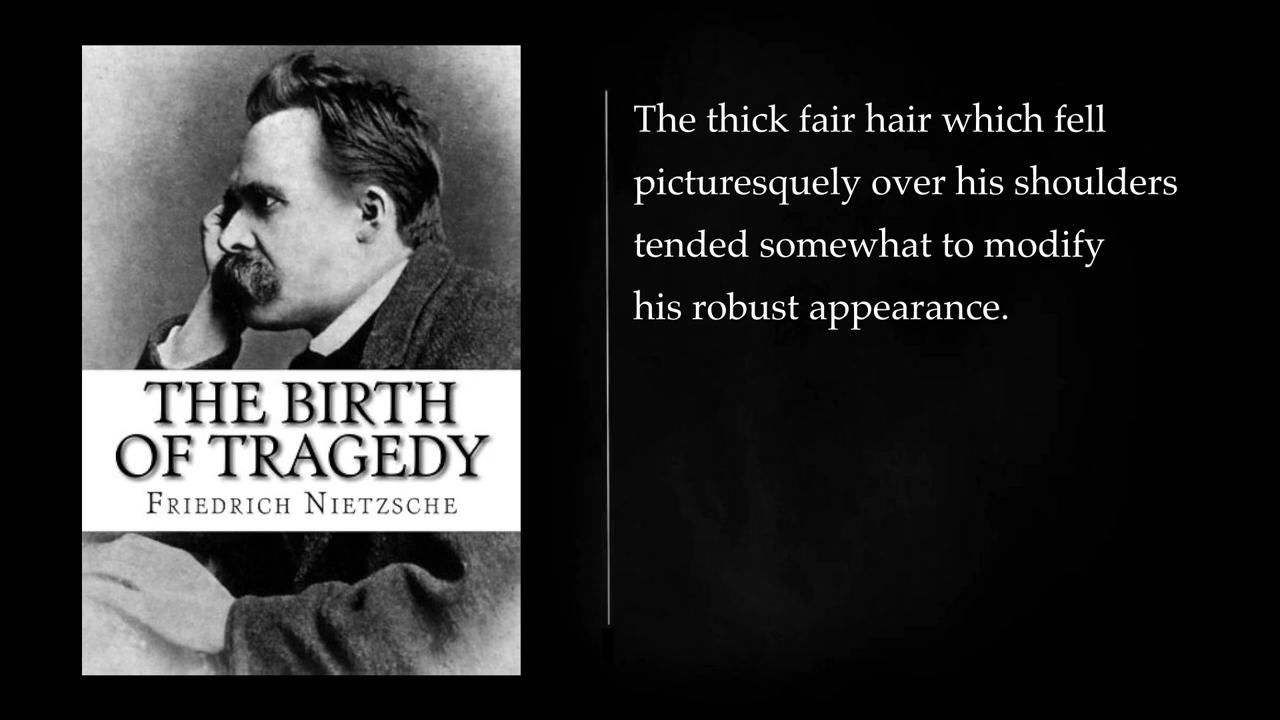 THE BIRTH
OF TRAGEDY
FRIEDRICH NIETZSCHE
The thick fair hair which fell
picturesquely over his shoulders
tended somewhat to modify
his robust appearance.